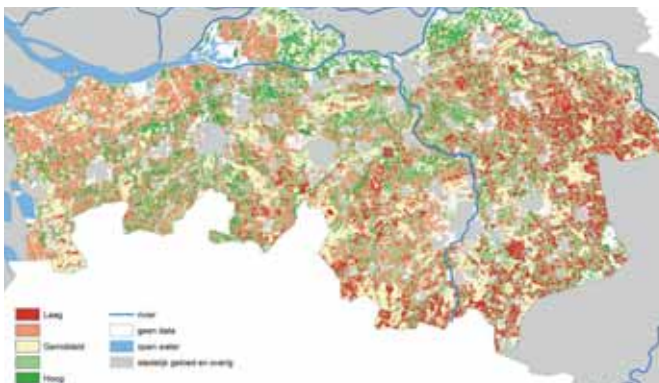 Laag
Gemiddeld
Hoog
rivier
geen data
open water
stedelijk gebied en overig